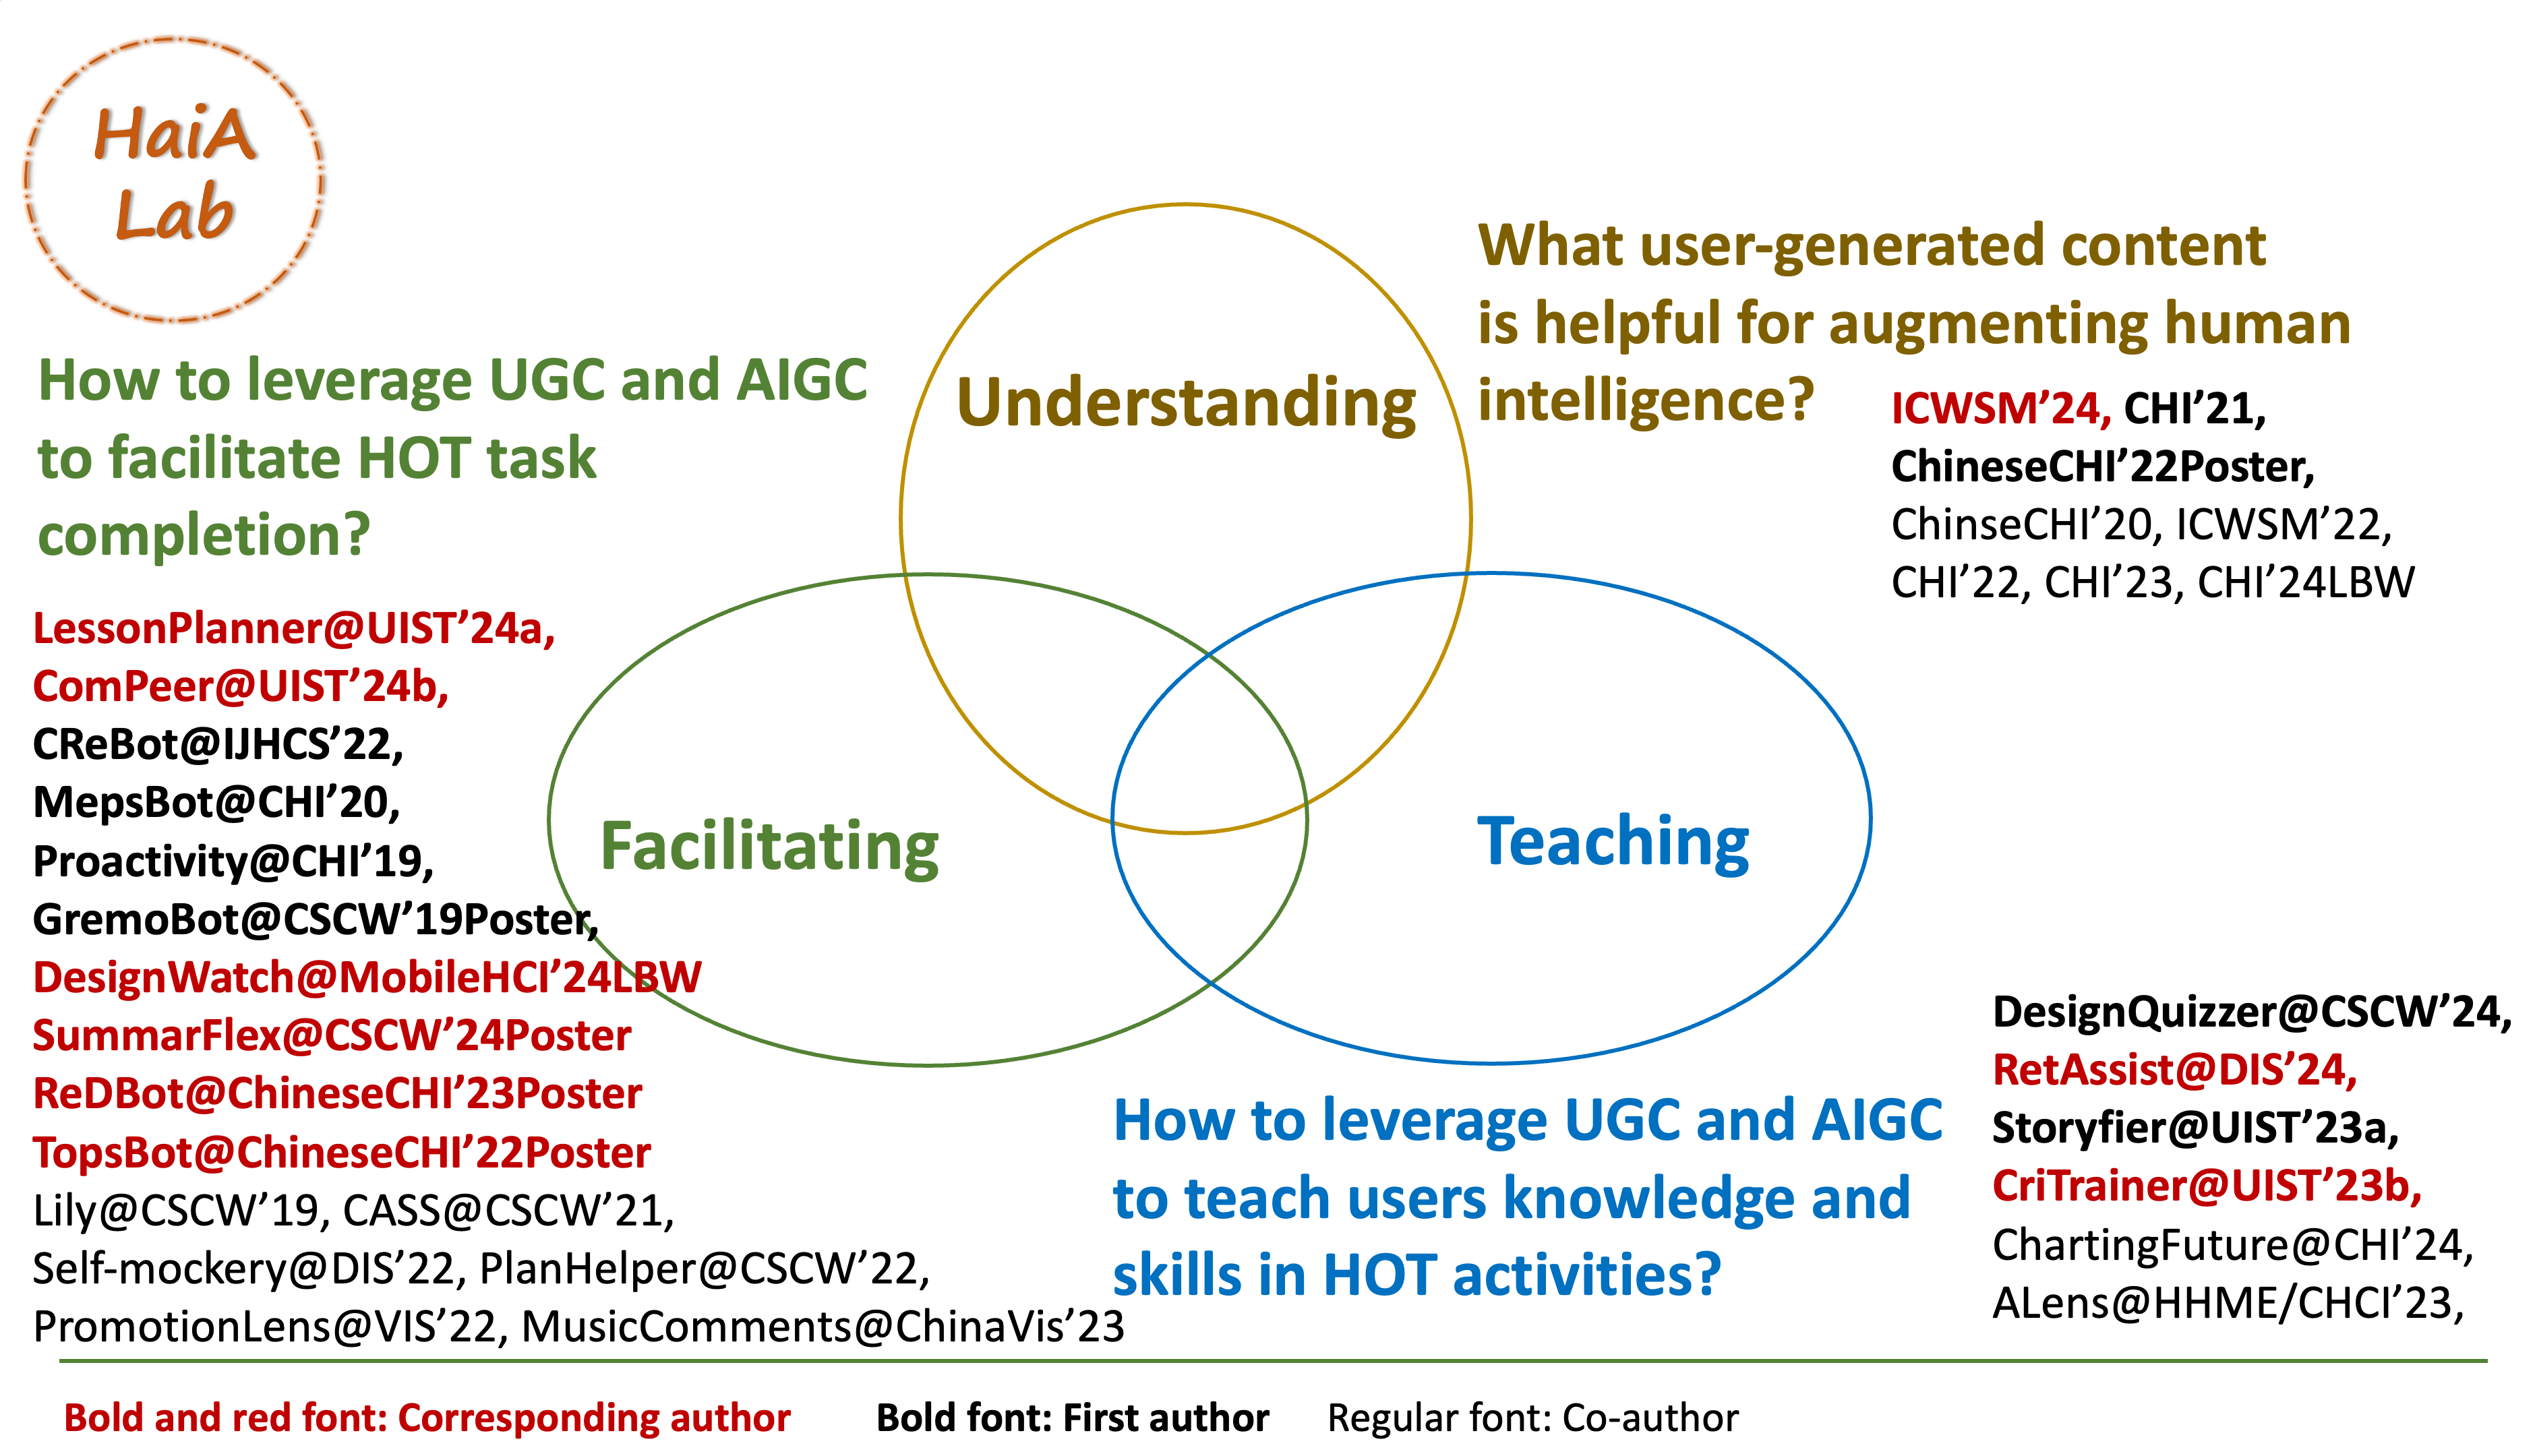 HaiA
Lab
How to leverage UGC and AIGC
to facilitate HOT task
completion?
LessonPlanner@UIST’24a,
ComPeer@UIST’24b,
CReBot@IJHCS’22,
MepsBot@CHI’20,
Proactivity@CHI’19,
GremoBot@CSCW’19Poster,
DesignWatch@MobileHCI’24LBW
SummarFlex@CSCW’24Poster
ReDBot@ChineseCHI’23Poster
TopsBot@ChineseCHI’22Poster
Lily@CSCW’19, CASS@CSCW’21,
Self-mockery@DIS’22, PlanHelper@CSCW’22,
PromotionLens@VIS’22, MusicComments@ChinaVis’23
Understanding
Facilitating
Teaching
What user-generated content
is helpful for augmenting human
intelligence?
ICWSM’24, CHI’21,
ChineseCHI’22Poster,
ChinseCHI’20, ICWSM’22,
CHI’22, CHI’23, CHI’24LBW
How to leverage UGC and AIGC
to teach users knowledge and
skills in HOT activities?
DesignQuizzer@CSCW’24,
RetAssist@DIS’24,
Storyfier@UIST’23a,
CriTrainer@UIST’23b,
ChartingFuture@CHI’24,
ALens@HHME/CHCI’23,
Bold and red font: Corresponding author Bold font: First author Regular font: Co-author